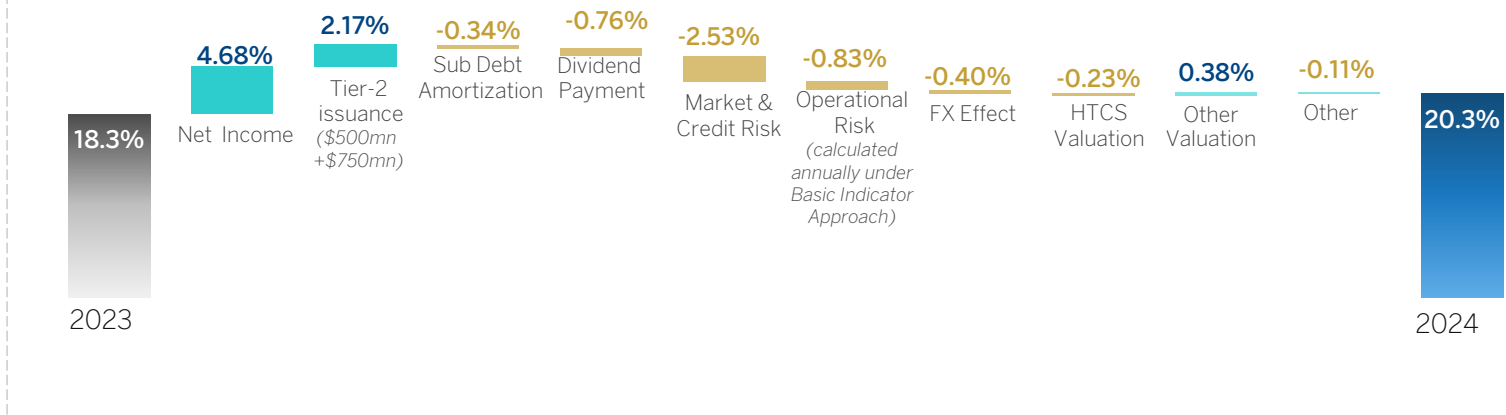 18.3%
2023
4.68%
Net Income
2.17%
Tier-2
issuance
($500mn
+$750mn)
-0.34%
Sub Debt
Amortization
-0.76%
Dividend
Payment
-2.53%
Market &
Credit Risk
-0.83%
Operational
Risk
(calculated
annually under
Basic Indicator
Approach)
-0.40%
FX Effect
-0.23%
HTCS
Valuation
0.38%
Other
Valuation
-0.11%
Other
20.3%
2024